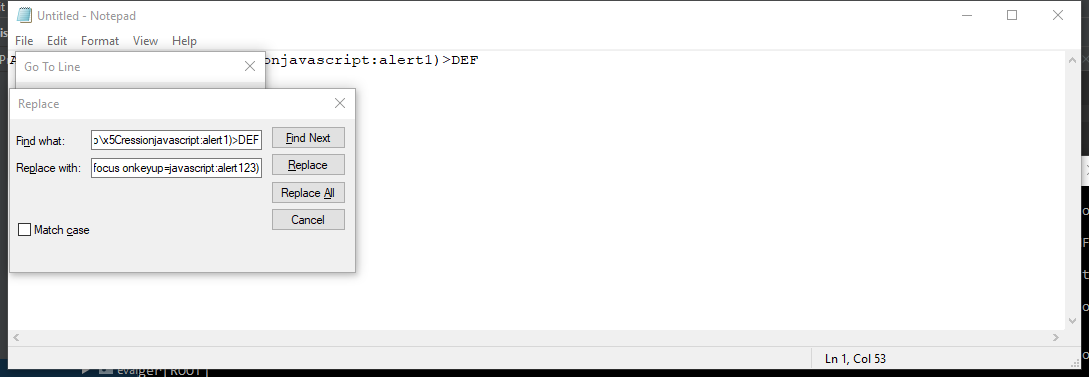 Untitled - Notepad
File Edit Format View Help
onjavascript:alert1)>DEF
Go To Line
Replace
Find what: o\x5Cressionjavascript:alert1)>DEF Find Next
Replace with: focus onkeyup=javascript:alert123) Replace
Replace All
Cancel
Match case
Ln 1, Col 53
[ROOT]